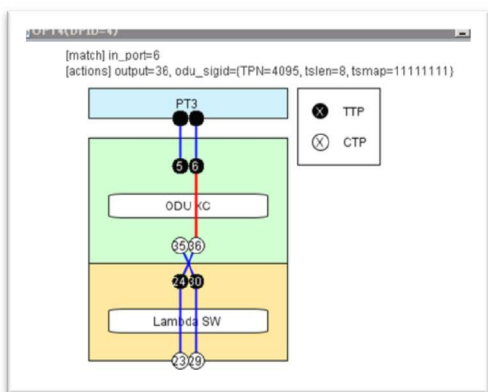 [match] in_port=6
[actions] output=36, odu_sigid={TPN=4095, tslen=8, tsmap=11111111}
PT3
X TTP
X CTP
5 6
ODU XC
35 36
24 30
Lambda SW
23 29